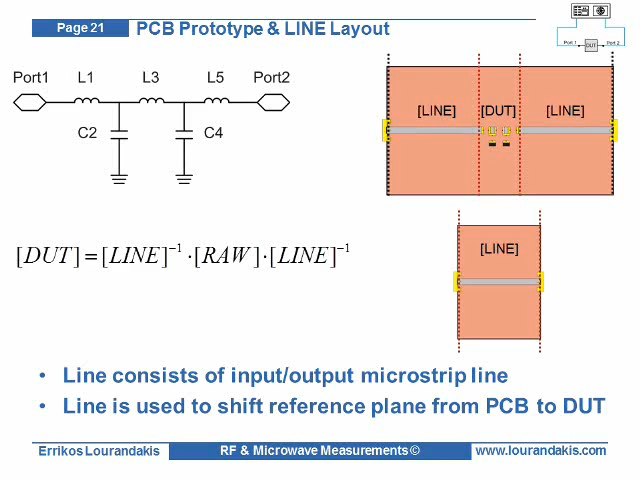 Page 21
PCB Prototype & LINE Layout
Port 1
DUT
Port 2
Port1 L1 L3 L5 Port2
C2 C4
[LINE] [DUT] [LINE]
[DUT] = [LINE]⁻¹ · [RAW] · [LINE]⁻¹
[LINE]
• Line consists of input/output microstrip line
• Line is used to shift reference plane from PCB to DUT
Errikos Lourandakis
RF & Microwave Measurements ©
www.lourandakis.com